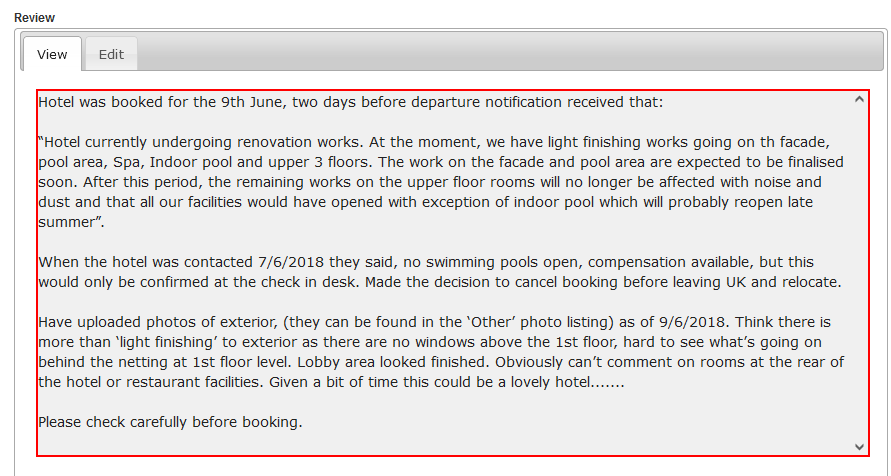 Review
View Edit
Hotel was booked for the 9th June, two days before departure notification received that:
“Hotel currently undergoing renovation works. At the moment, we have light finishing works going on th facade,
pool area, Spa, Indoor pool and upper 3 floors. The work on the facade and pool area are expected to be finalised
soon. After this period, the remaining works on the upper floor rooms will no longer be affected with noise and
dust and that all our facilities would have opened with exception of indoor pool which will probably reopen late
summer”.
When the hotel was contacted 7/6/2018 they said, no swimming pools open, compensation available, but this
would only be confirmed at the check in desk. Made the decision to cancel booking before leaving UK and relocate.
Have uploaded photos of exterior, (they can be found in the ‘Other’ photo listing) as of 9/6/2018. Think there is
more than ‘light finishing’ to exterior as there are no windows above the 1st floor, hard to see what’s going on
behind the netting at 1st floor level. Lobby area looked finished. Obviously can’t comment on rooms at the rear of
the hotel or restaurant facilities. Given a bit of time this could be a lovely hotel.......
Please check carefully before booking.